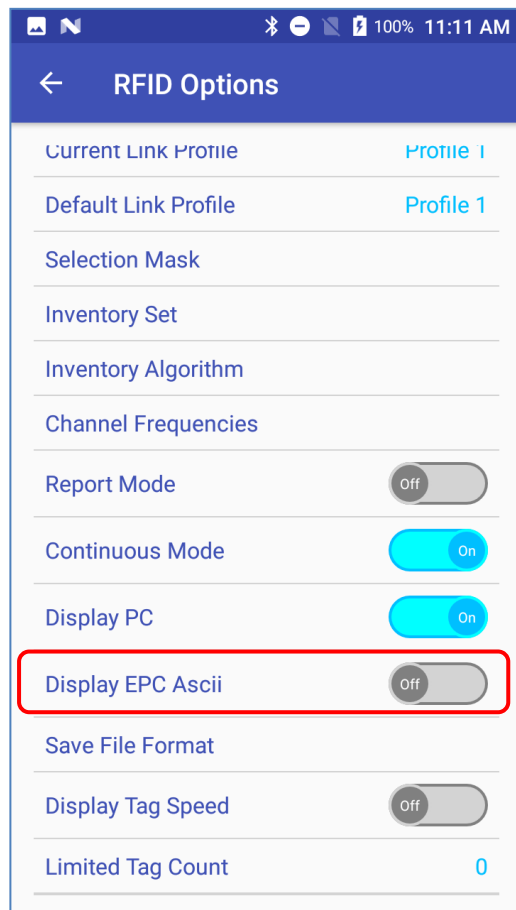 100% 11:11 AM
RFID Options
Current Link Profile Profile 1
Default Link Profile Profile 1
Selection Mask
Inventory Set
Inventory Algorithm
Channel Frequencies
Report Mode Off
Continuous Mode On
Display PC On
Display EPC Ascii Off
Save File Format
Display Tag Speed Off
Limited Tag Count 0